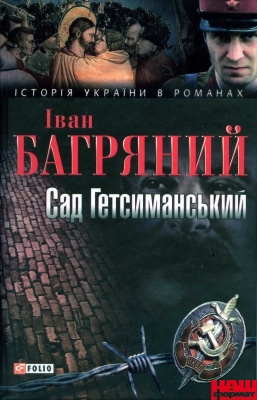 ІСТОРІЯ УКРАЇНИ В РОМАНАХ
Іван
БАГРЯНИЙ
Сад Гетсиманський
FOLIO
НАШ
формат